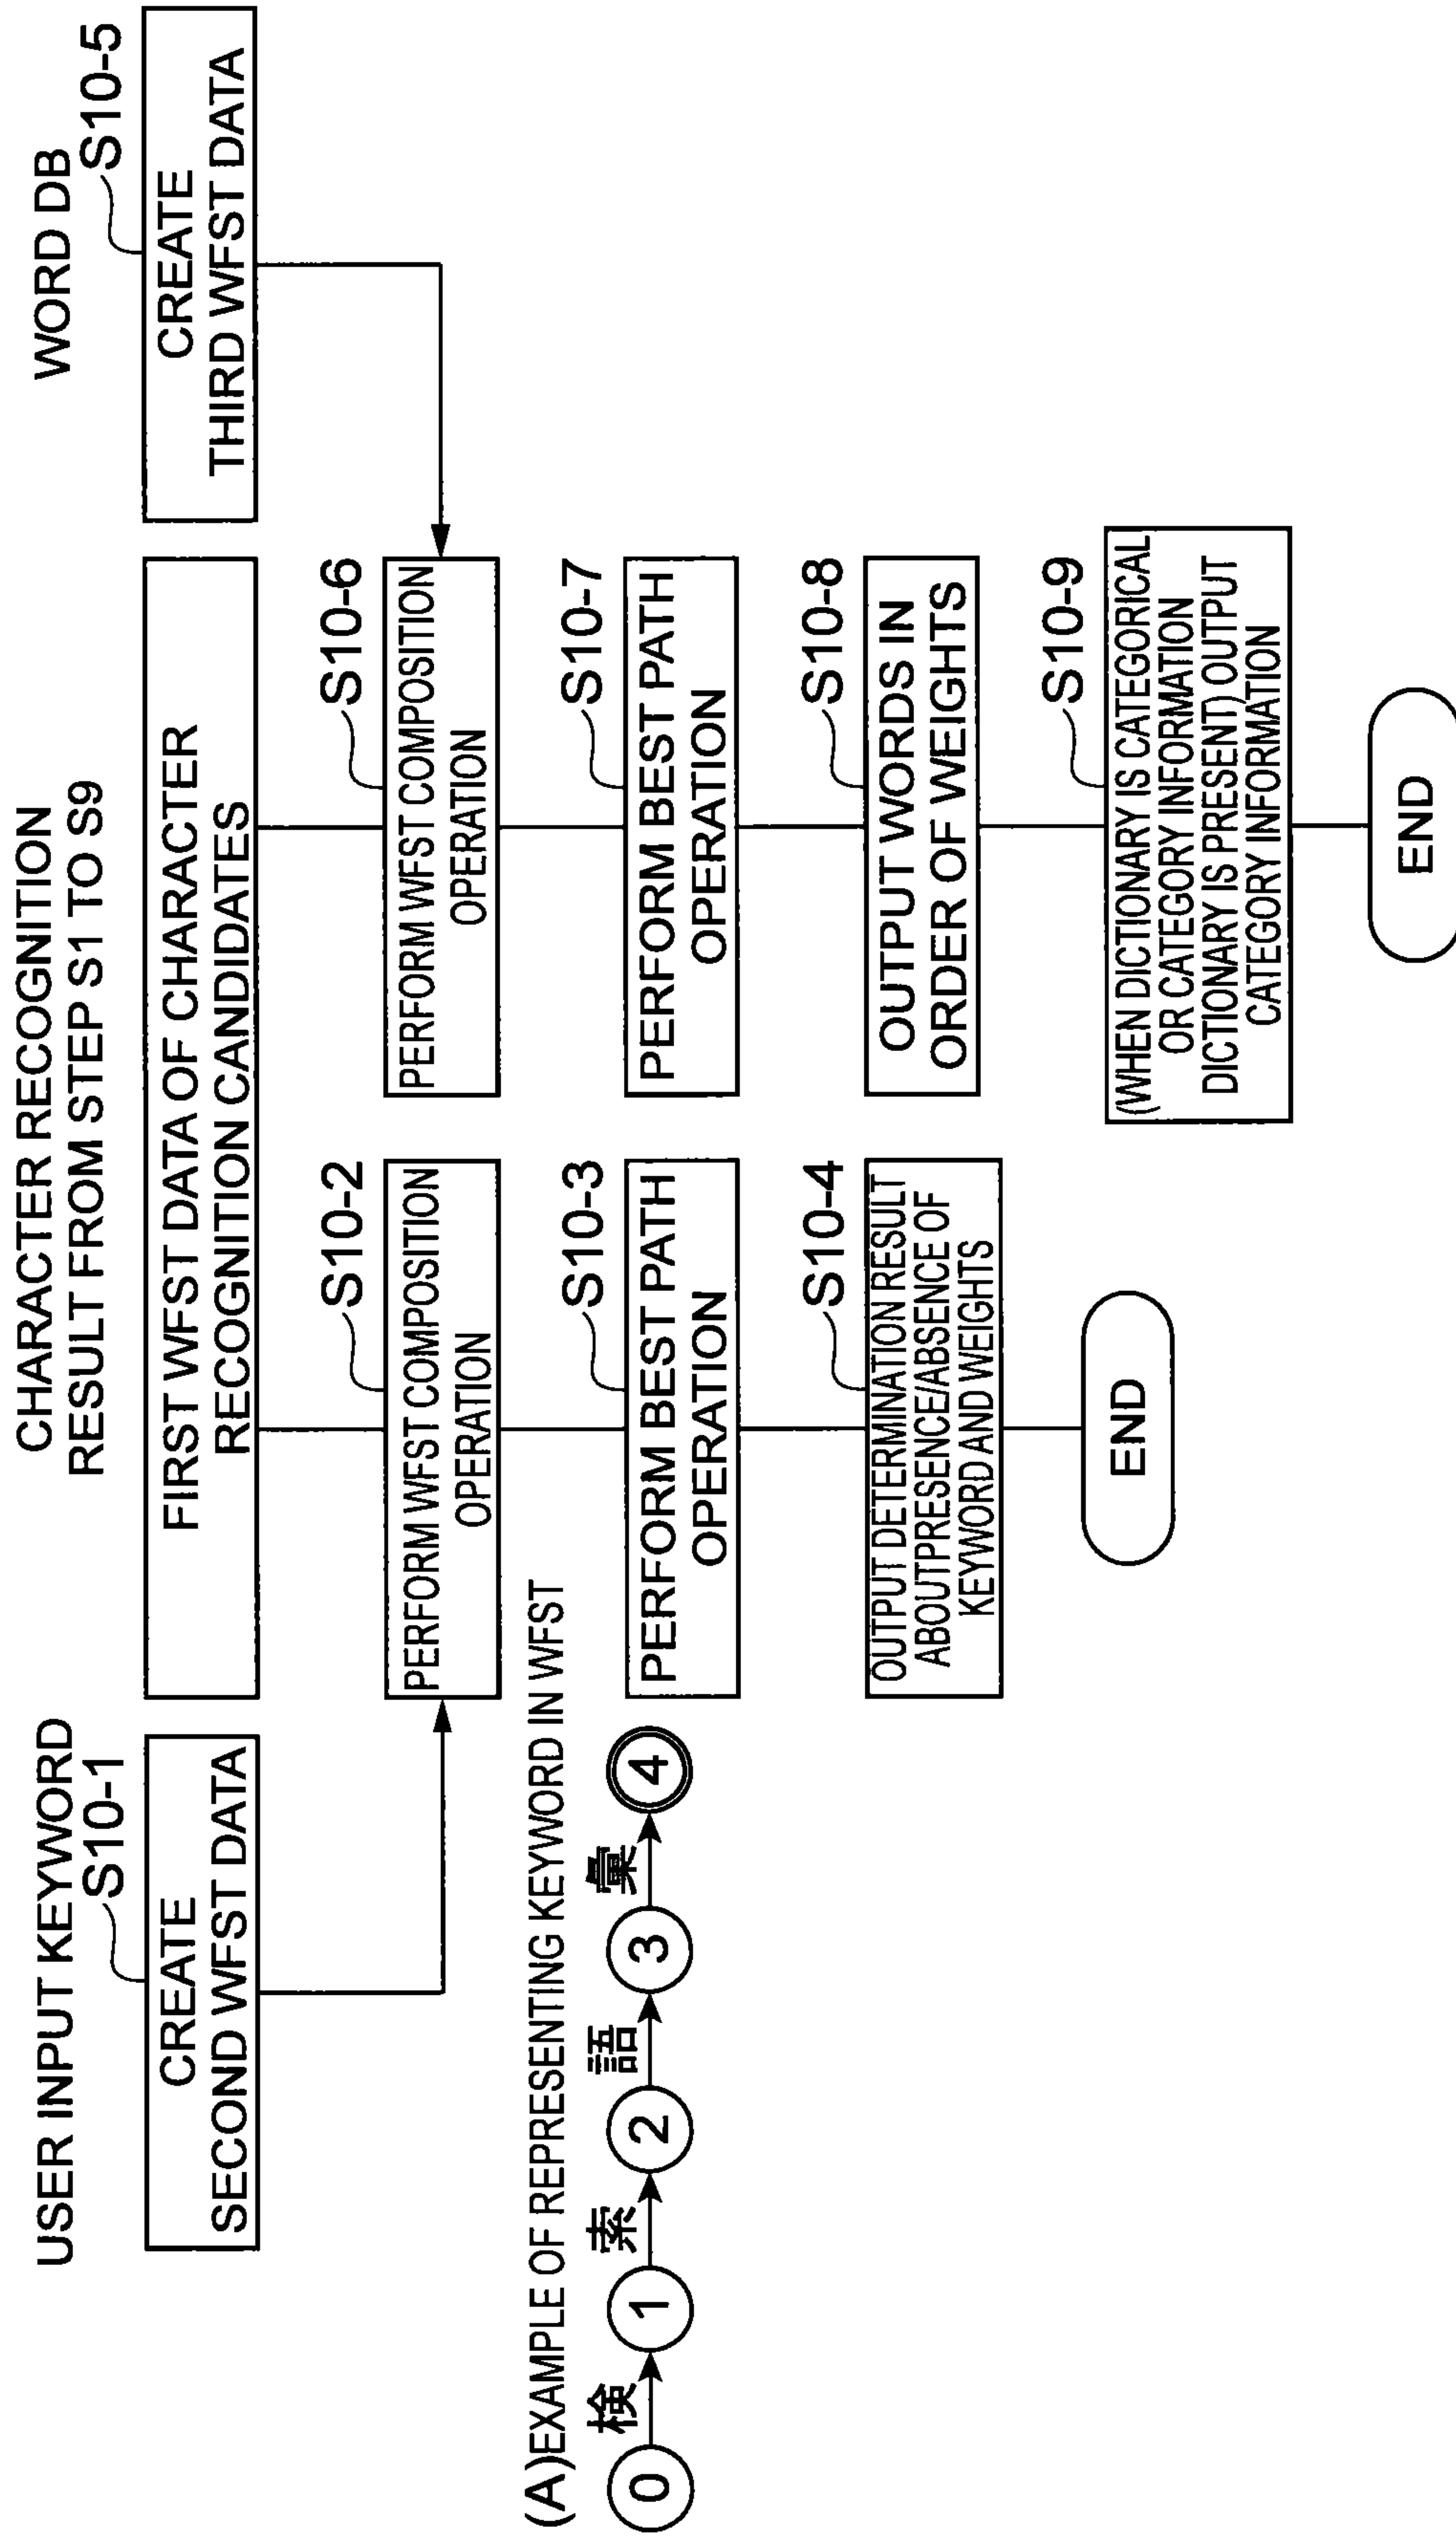 USER INPUT KEYWORD
S10-1
CREATE
SECOND WFST DATA
CHARACTER RECOGNITION
RESULT FROM STEP S1 TO S9
FIRST WFST DATA OF CHARACTER
RECOGNITION CANDIDATES
WORD DB
S10-5
CREATE
THIRD WFST DATA
S10-2
PERFORM WFST COMPOSITION
OPERATION
S10-6
PERFORM WFST COMPOSITION
OPERATION
(A)EXAMPLE OF REPRESENTING KEYWORD IN WFST
検 索 語 彙
0 1 2 3 4
S10-3
PERFORM BEST PATH
OPERATION
S10-7
PERFORM BEST PATH
OPERATION
S10-4
OUTPUT DETERMINATION RESULT
ABOUTPRESENCE/ABSENCE OF
KEYWORD AND WEIGHTS
S10-8
OUTPUT WORDS IN
ORDER OF WEIGHTS
END
S10-9
(WHEN DICTIONARY IS CATEGORICAL
OR CATEGORY INFORMATION
DICTIONARY IS PRESENT) OUTPUT
CATEGORY INFORMATION
END